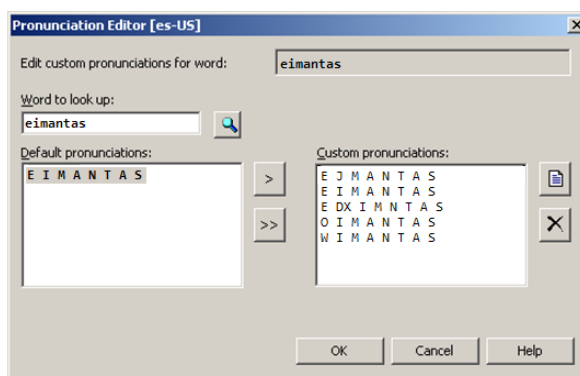 Pronunciation Editor [es-US]
Edit custom pronunciations for word:
eimantas
Word to look up:
eimantas
Default pronunciations:
E I M A N T A S
>
>>
Custom pronunciations:
E J M A N T A S
E I M A N T A S
E DX I M N T A S
O I M A N T A S
W I M A N T A S
OK
Cancel
Help